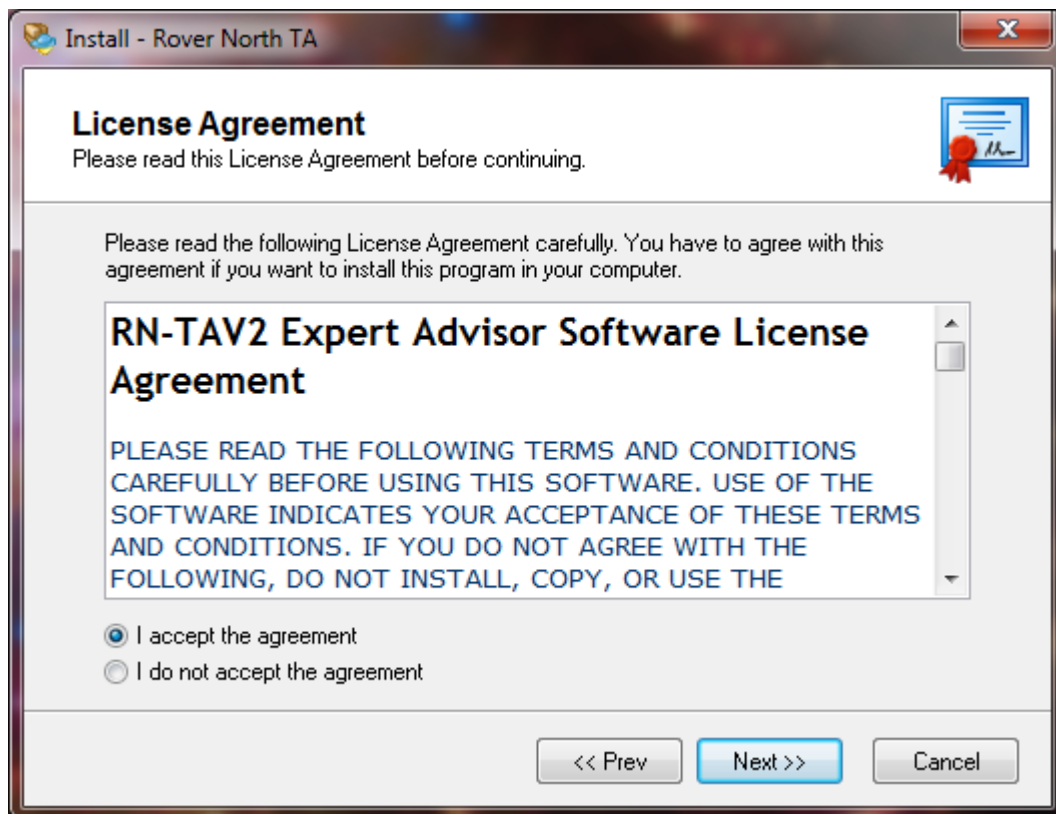 Install - Rover North TA
License Agreement
Please read this License Agreement before continuing.
Please read the following License Agreement carefully. You have to agree with this
agreement if you want to install this program in your computer.
RN-TAV2 Expert Advisor Software License
Agreement
PLEASE READ THE FOLLOWING TERMS AND CONDITIONS
CAREFULLY BEFORE USING THIS SOFTWARE. USE OF THE
SOFTWARE INDICATES YOUR ACCEPTANCE OF THESE TERMS
AND CONDITIONS. IF YOU DO NOT AGREE WITH THE
FOLLOWING, DO NOT INSTALL, COPY, OR USE THE
I accept the agreement
I do not accept the agreement
<< Prev
Next >>
Cancel